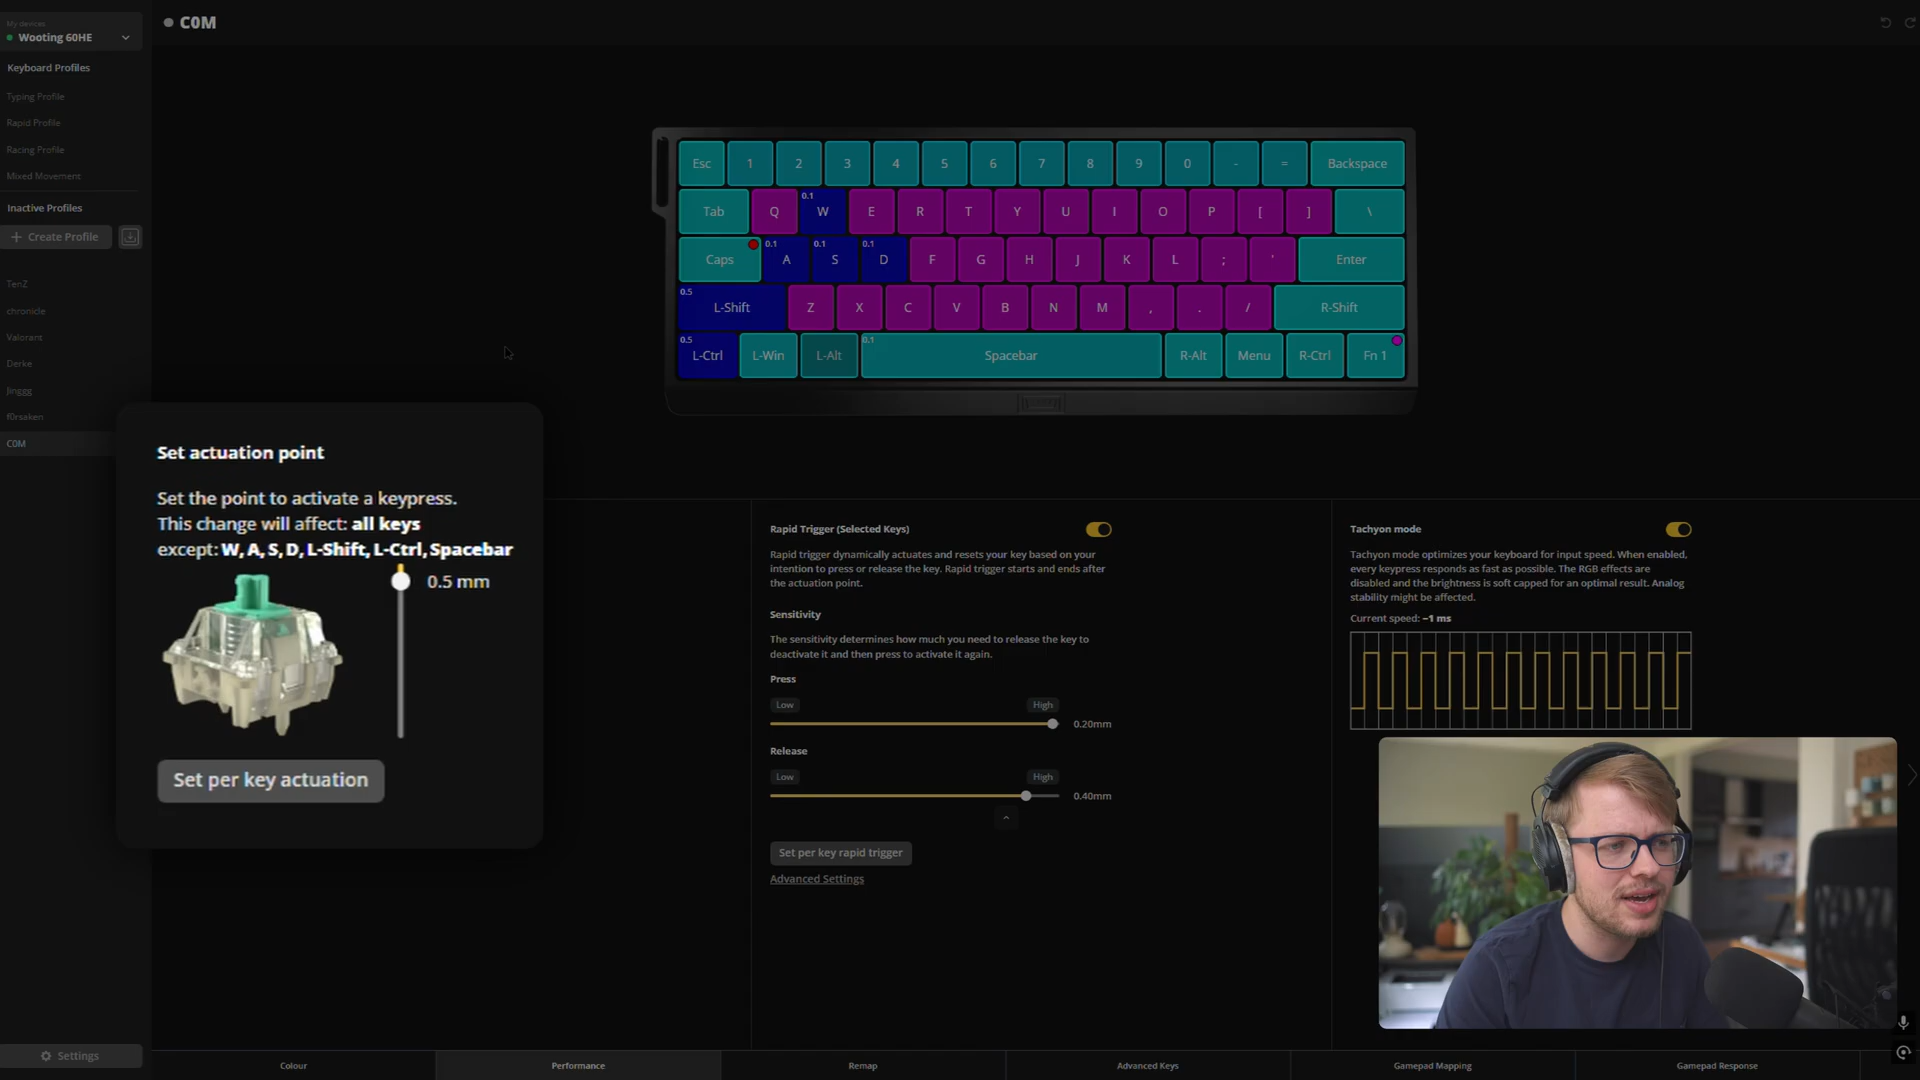 My devices
Wooting 60HE
Keyboard Profiles
Typing Profile
Rapid Profile
Racing Profile
Mixed Movement
Inactive Profiles
Create Profile
TenZ
chronicle
Valorant
Derke
Jinggg
f0rsaken
C0M
Settings
C0M
Esc 1 2 3 4 5 6 7 8 9 0 - = Backspace
Tab Q 0.1 W E R T Y U I O P [ ] \
Caps 0.1 A 0.1 S 0.1 D F G H J K L ; ' Enter
0.5 L-Shift Z X C V B N M , . / R-Shift
0.5 L-Ctrl L-Win L-Alt 0.1 Spacebar R-Alt Menu R-Ctrl Fn 1
Set actuation point
Set the point to activate a keypress.
This change will affect: all keys
except: W, A, S, D, L-Shift, L-Ctrl, Spacebar
0.5 mm
Set per key actuation
Rapid Trigger (Selected Keys)
Rapid trigger dynamically actuates and resets your key based on your
intention to press or release the key. Rapid trigger starts and ends after
the actuation point.
Sensitivity
The sensitivity determines how much you need to release the key to
deactivate it and then press to activate it again.
Press
Low High
0.20mm
Release
Low High
0.40mm
Set per key rapid trigger
Advanced Settings
Tachyon mode
Tachyon mode optimizes your keyboard for input speed. When enabled,
every keypress responds as fast as possible. The RGB effects are
disabled and the brightness is soft capped for an optimal result. Analog
stability might be affected.
Current speed: ~1 ms
Colour Performance Remap Advanced Keys Gamepad Mapping Gamepad Response